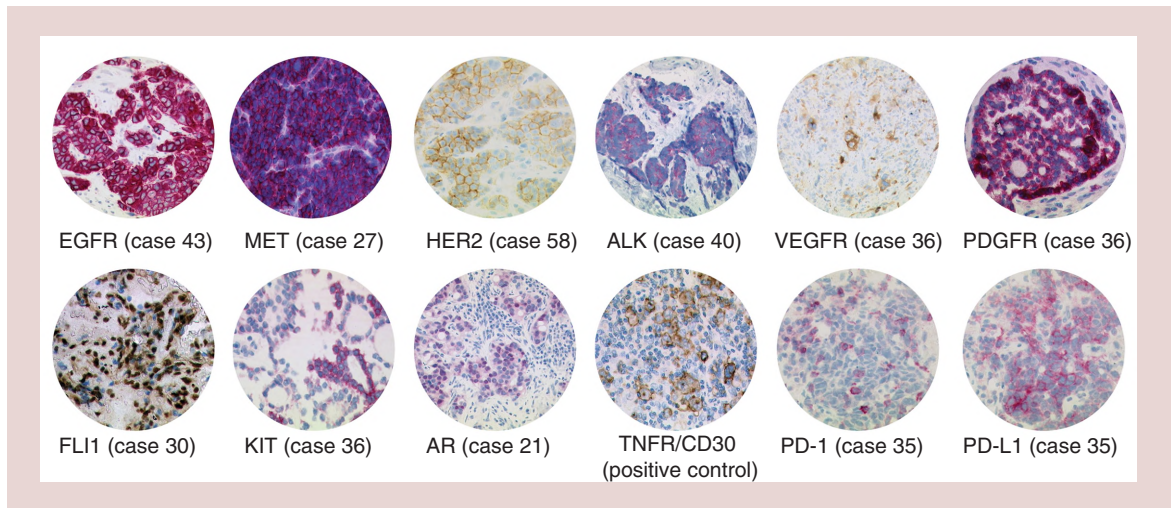 EGFR (case 43) MET (case 27) HER2 (case 58) ALK (case 40) VEGFR (case 36) PDGFR (case 36)
FLI1 (case 30) KIT (case 36) AR (case 21) TNFR/CD30 PD-1 (case 35) PD-L1 (case 35)
(positive control)